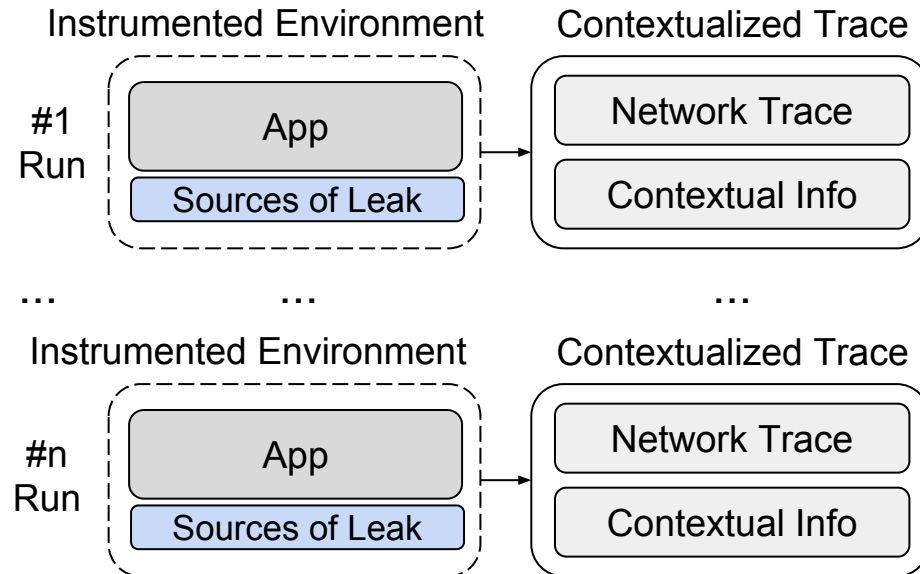 Instrumented Environment
Contextualized Trace
#1
Run
App
Sources of Leak
Network Trace
Contextual Info
...
...
...
Instrumented Environment
Contextualized Trace
#n
Run
App
Sources of Leak
Network Trace
Contextual Info